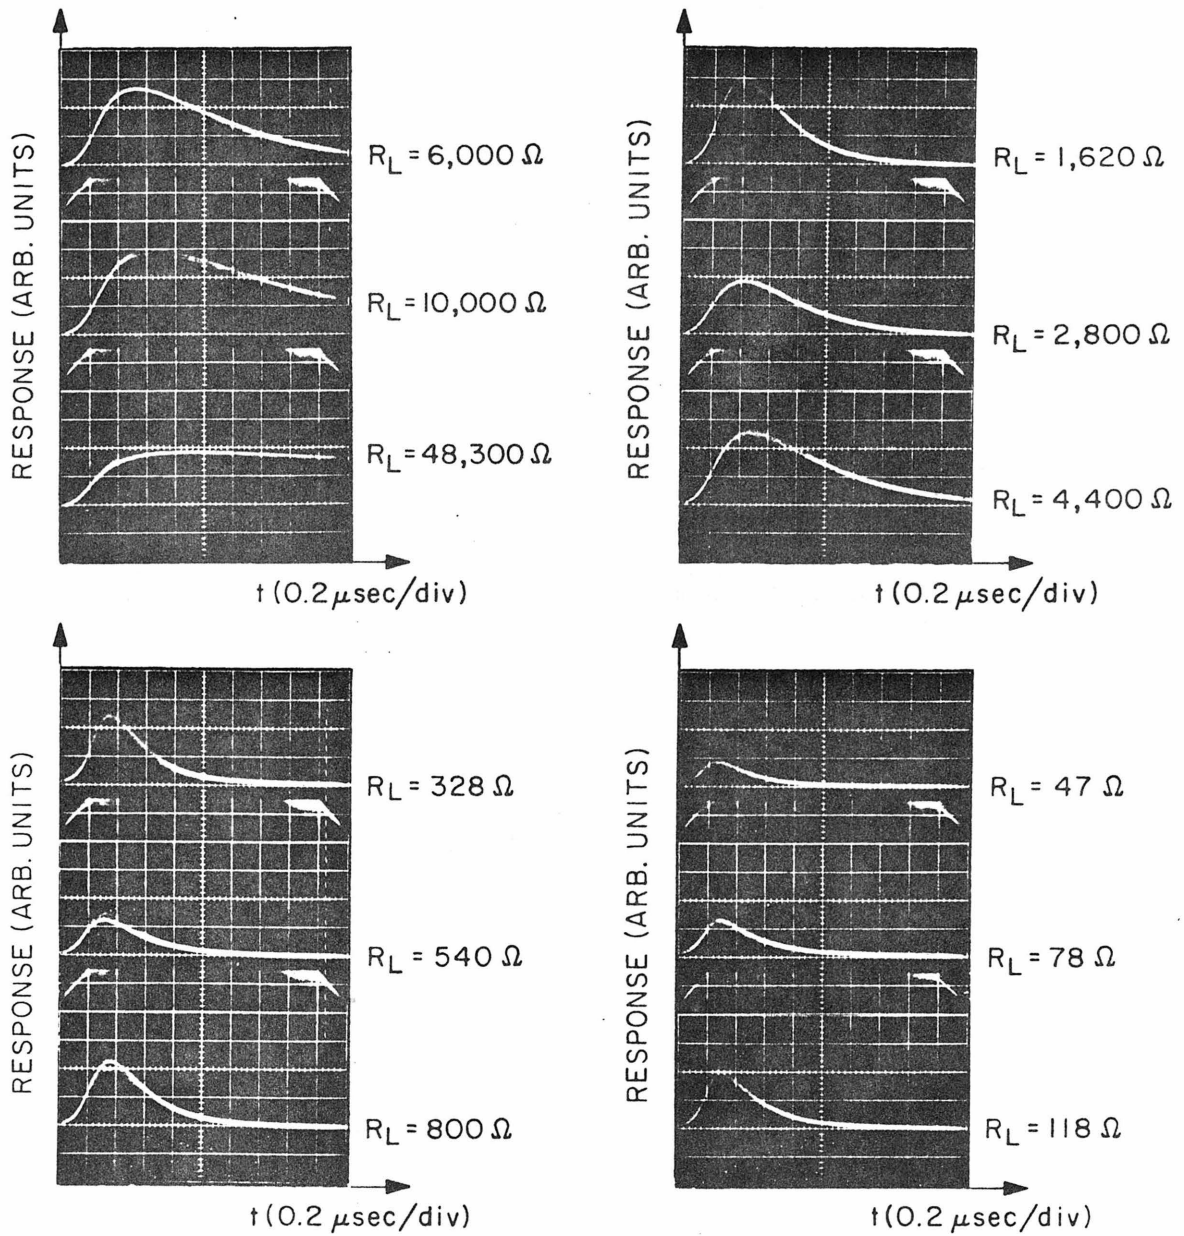 RESPONSE (ARB. UNITS)
R_L = 6,000 Ω
R_L = 10,000 Ω
R_L = 48,300 Ω
t (0.2 μsec/div)
RESPONSE (ARB. UNITS)
R_L = 1,620 Ω
R_L = 2,800 Ω
R_L = 4,400 Ω
t (0.2 μsec/div)
RESPONSE (ARB. UNITS)
R_L = 328 Ω
R_L = 540 Ω
R_L = 800 Ω
t (0.2 μsec/div)
RESPONSE (ARB. UNITS)
R_L = 47 Ω
R_L = 78 Ω
R_L = 118 Ω
t (0.2 μsec/div)